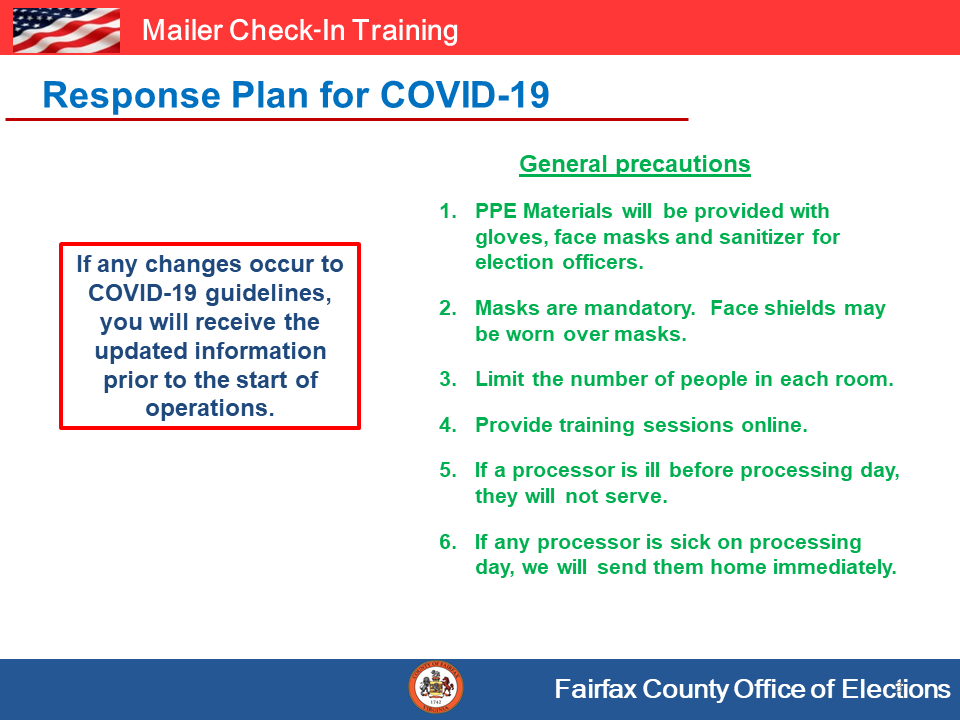 Mailer Check-In Training
Response Plan for COVID-19
If any changes occur to
COVID-19 guidelines,
you will receive the
updated information
prior to the start of
operations.
General precautions
1. PPE Materials will be provided with
gloves, face masks and sanitizer for
election officers.
2. Masks are mandatory. Face shields may
be worn over masks.
3. Limit the number of people in each room.
4. Provide training sessions online.
5. If a processor is ill before processing day,
they will not serve.
6. If any processor is sick on processing
day, we will send them home immediately.
COUNTY OF FAIRFAX
1742
VIRGINIA
Fairfax County Office of Elections